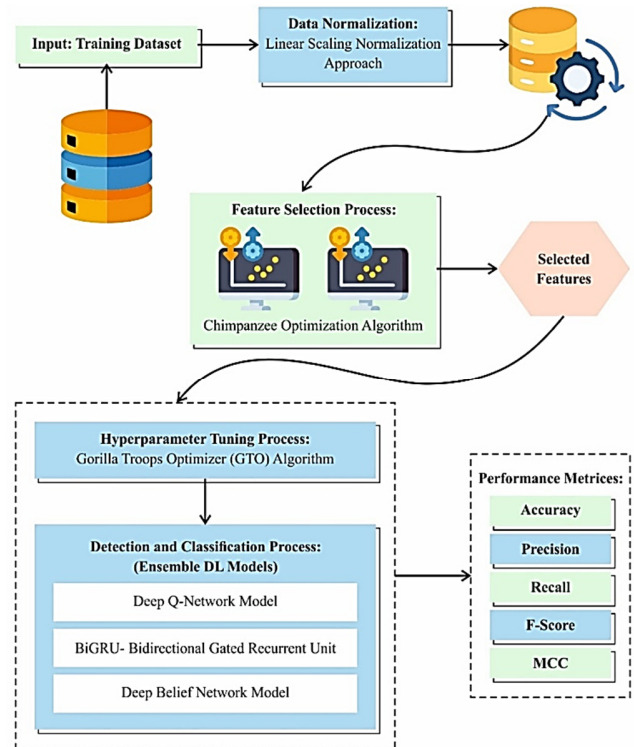 Input: Training Dataset
Data Normalization:
Linear Scaling Normalization
Approach
Feature Selection Process:
Chimpanzee Optimization Algorithm
Selected
Features
Hyperparameter Tuning Process:
Gorilla Troops Optimizer (GTO) Algorithm
Detection and Classification Process:
(Ensemble DL Models)
Deep Q-Network Model
BiGRU- Bidirectional Gated Recurrent Unit
Deep Belief Network Model
Performance Metrices:
Accuracy
Precision
Recall
F-Score
MCC